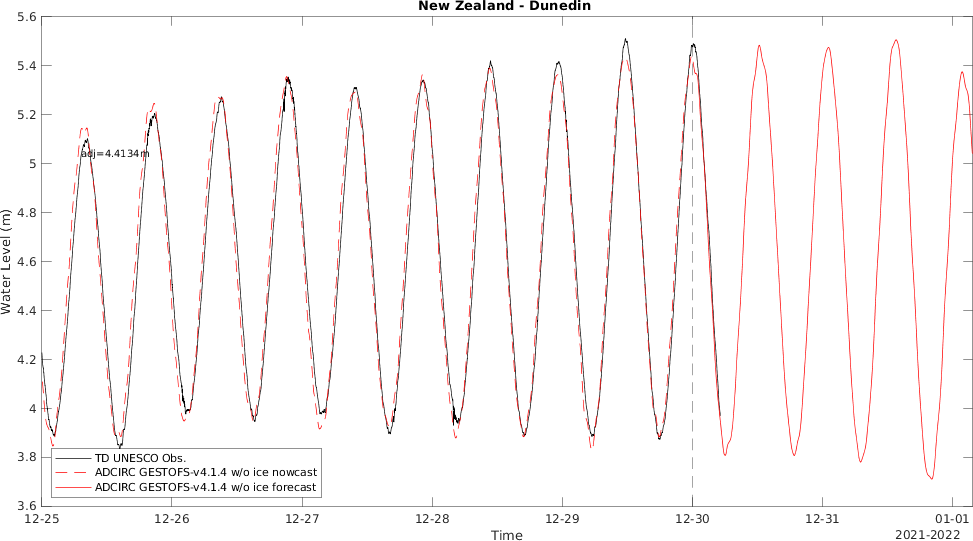 New Zealand - Dunedin
5.6
5.4
5.2
5
4.8
4.6
4.4
4.2
4
3.8
3.6
Water Level (m)
adj=4.4134m
TD UNESCO Obs.
ADCIRC GESTOFS-v4.1.4 w/o ice nowcast
ADCIRC GESTOFS-v4.1.4 w/o ice forecast
12-25 12-26 12-27 12-28 12-29 12-30 12-31 01-01
Time
2021-2022